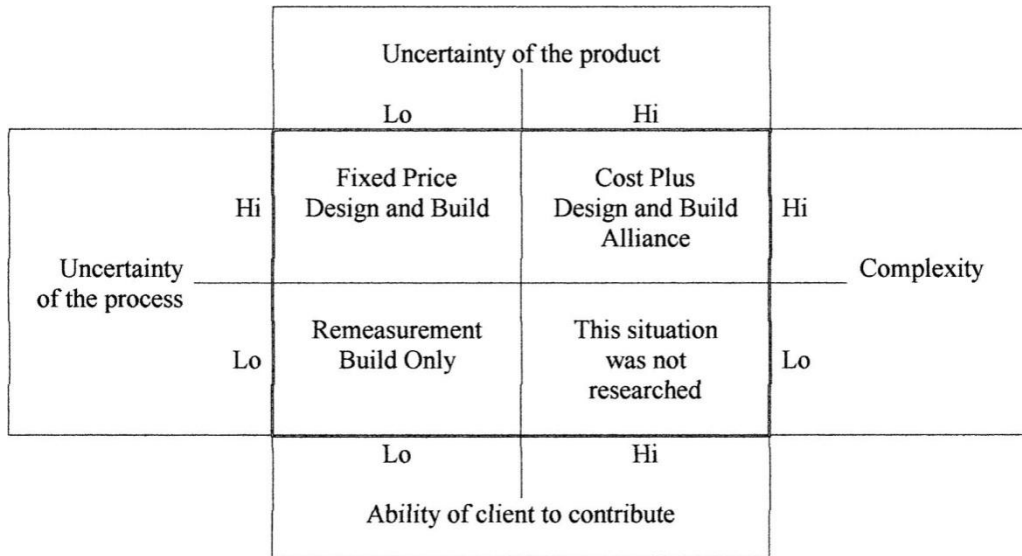 Uncertainty of the product
Lo
Hi
Fixed Price
Design and Build
Cost Plus
Design and Build
Alliance
Hi
Hi
Uncertainty
of the process
Complexity
Remeasurement
Build Only
This situation
was not
researched
Lo
Lo
Lo
Hi
Ability of client to contribute